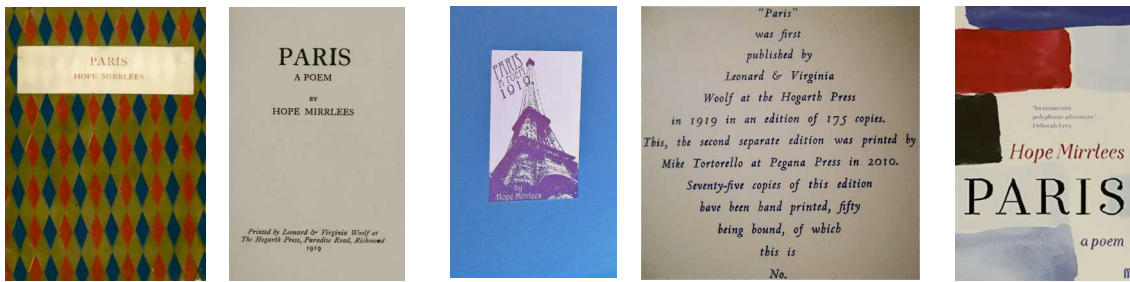 PARIS
HOPE MIRRLEES
PARIS
A POEM
BY
HOPE MIRRLEES
Printed by Leonard & Virginia Woolf at
The Hogarth Press, Paradise Road, Richmond
1919
PARIS
A POEM
1919.
by
Hope Mirrlees
"Paris"
was first
published by
Leonard & Virginia
Woolf at the Hogarth Press
in 1919 in an edition of 175 copies.
This, the second separate edition was printed by
Mike Tortorello at Pegana Press in 2010.
Seventy-five copies of this edition
have been hand printed, fifty
being bound, of which
this is
No.
'An immersive
polyphonic adventure.'
Deborah Levy
Hope Mirrlees
PARIS
a poem
ff